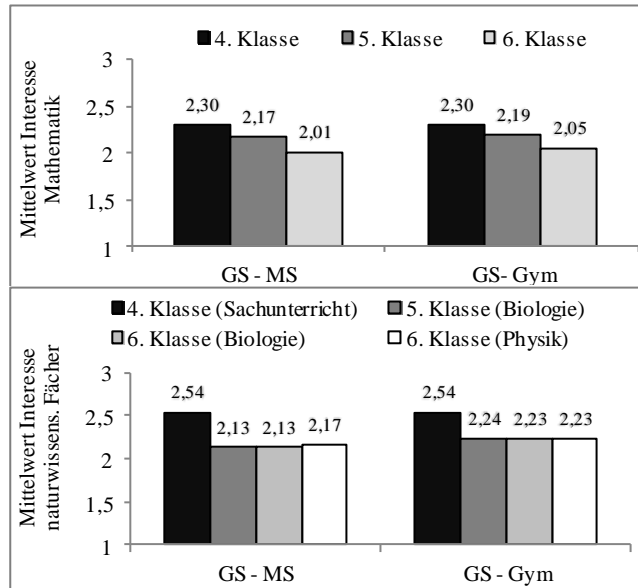 4. Klasse 5. Klasse 6. Klasse
Mittelwert Interesse
Mathematik
3
2,5
2
1,5
1
2,30 2,17 2,01 2,30 2,19 2,05
GS - MS GS- Gym
4. Klasse (Sachunterricht) 5. Klasse (Biologie)
6. Klasse (Biologie) 6. Klasse (Physik)
Mittelwert Interesse
naturwissens. Fächer
3
2,5
2
1,5
1
2,54 2,13 2,13 2,17 2,54 2,24 2,23 2,23
GS - MS GS - Gym